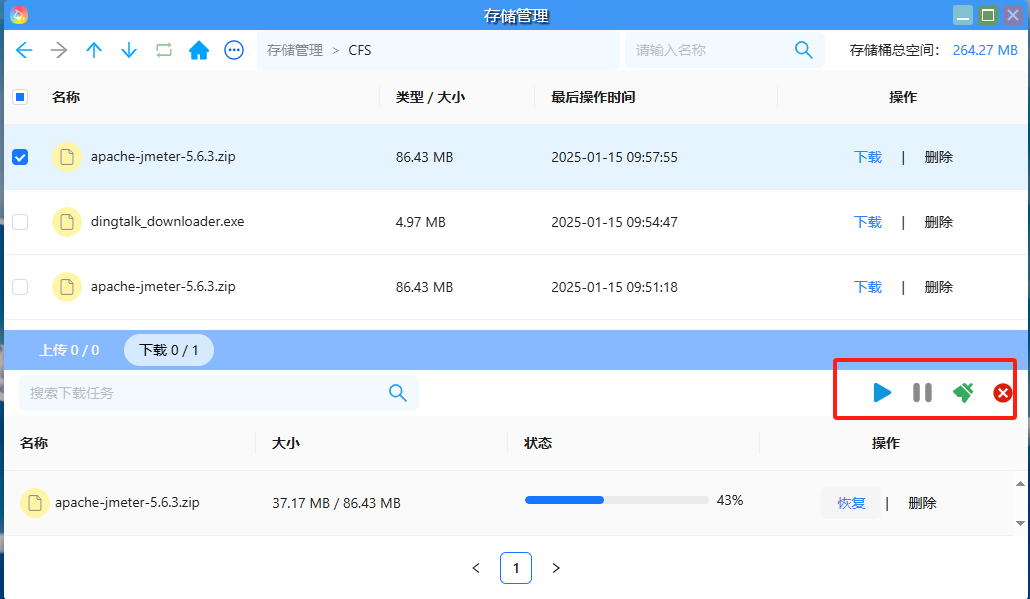 存储管理
存储管理 > CFS 请输入名称 存储桶总空间: 264.27 MB
名称 类型 / 大小 最后操作时间 操作
apache-jmeter-5.6.3.zip 86.43 MB 2025-01-15 09:57:55 下载 | 删除
dingtalk_downloader.exe 4.97 MB 2025-01-15 09:54:47 下载 | 删除
apache-jmeter-5.6.3.zip 86.43 MB 2025-01-15 09:51:18 下载 | 删除
上传 0 / 0 下载 0 / 1
搜索下载任务
名称 大小 状态 操作
apache-jmeter-5.6.3.zip 37.17 MB / 86.43 MB 43% 恢复 | 删除
< 1 >